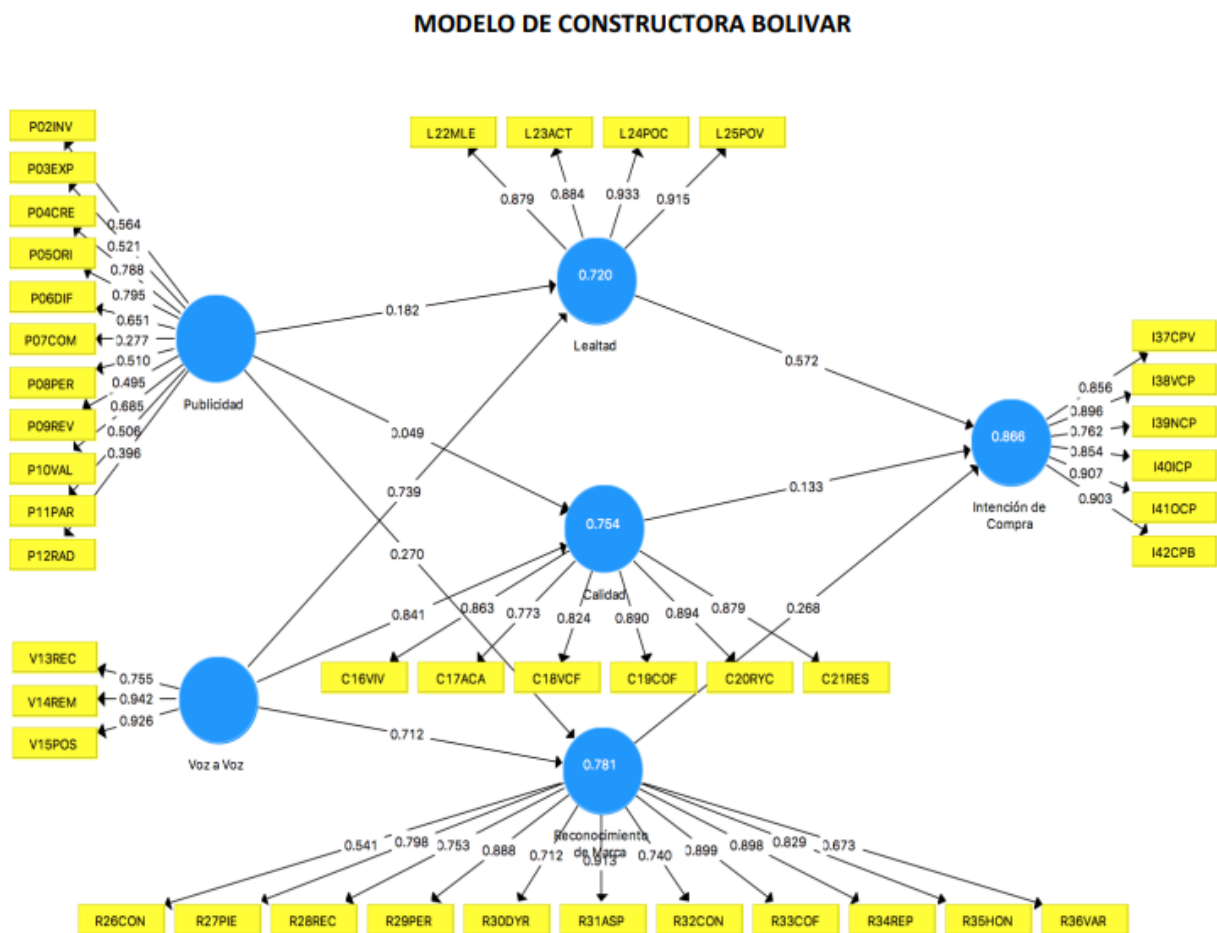 MODELO DE CONSTRUCTORA BOLIVAR
P02INV
P03EXP
P04CRE
P05ORI
P06DIF
P07COM
P08PER
P09REV
P10VAL
P11PAR
P12RAD
0.564
0.521
0.788
0.795
0.651
0.277
0.510
0.495
0.685
0.506
0.396
Publicidad
L22MLE
L23ACT
L24POC
L25POV
0.879
0.884
0.933
0.915
0.720
Lealtad
0.182
0.049
0.739
0.270
0.841
0.712
0.572
0.133
0.268
0.754
Calidad
0.863
0.773
0.824
0.890
0.894
0.879
C16VIV
C17ACA
C18VCF
C19COF
C20RYC
C21RES
0.866
Intención de
Compra
0.856
0.896
0.762
0.854
0.907
0.903
I37CPV
I38VCP
I39NCP
I40ICP
I41OCP
I42CPB
V13REC
V14REM
V15POS
0.755
0.942
0.926
Voz a Voz
0.781
Reconocimiento
de Marca
0.541
0.798
0.753
0.888
0.712
0.913
0.740
0.899
0.898
0.829
0.673
R26CON
R27PIE
R28REC
R29PER
R30DYR
R31ASP
R32CON
R33COF
R34REP
R35HON
R36VAR